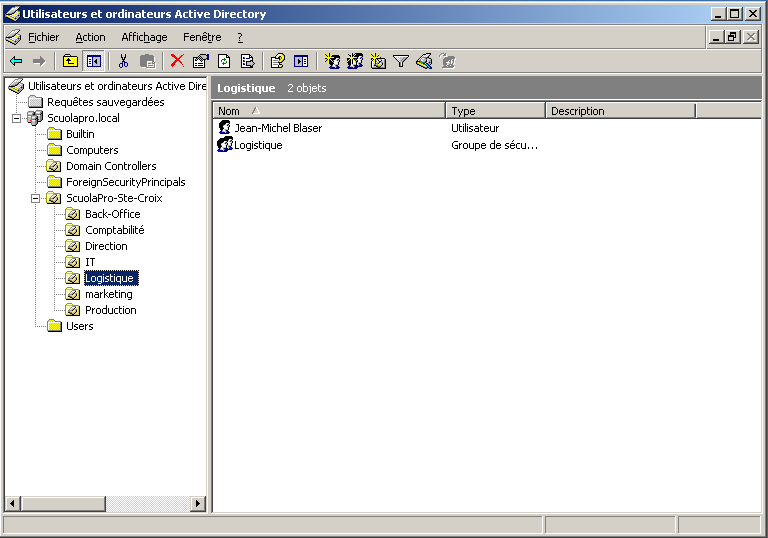 Utilisateurs et ordinateurs Active Directory
Fichier Action Affichage Fenêtre ?
Utilisateurs et ordinateurs Active Dire
Requêtes sauvegardées
Scuolapro.local
Builtin
Computers
Domain Controllers
ForeignSecurityPrincipals
ScuolaPro-Ste-Croix
Back-Office
Comptabilité
Direction
IT
Logistique
marketing
Production
Users
Logistique 2 objets
Nom Type Description
Jean-Michel Blaser Utilisateur
Logistique Groupe de sécu...